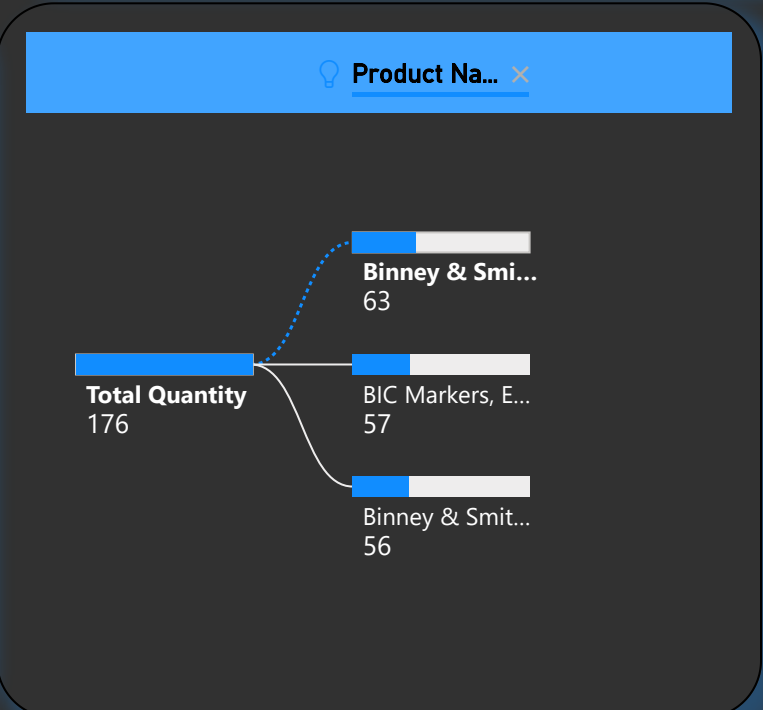 Product Na...
Binney & Smi...
63
Total Quantity
176
BIC Markers, E...
57
Binney & Smit...
56